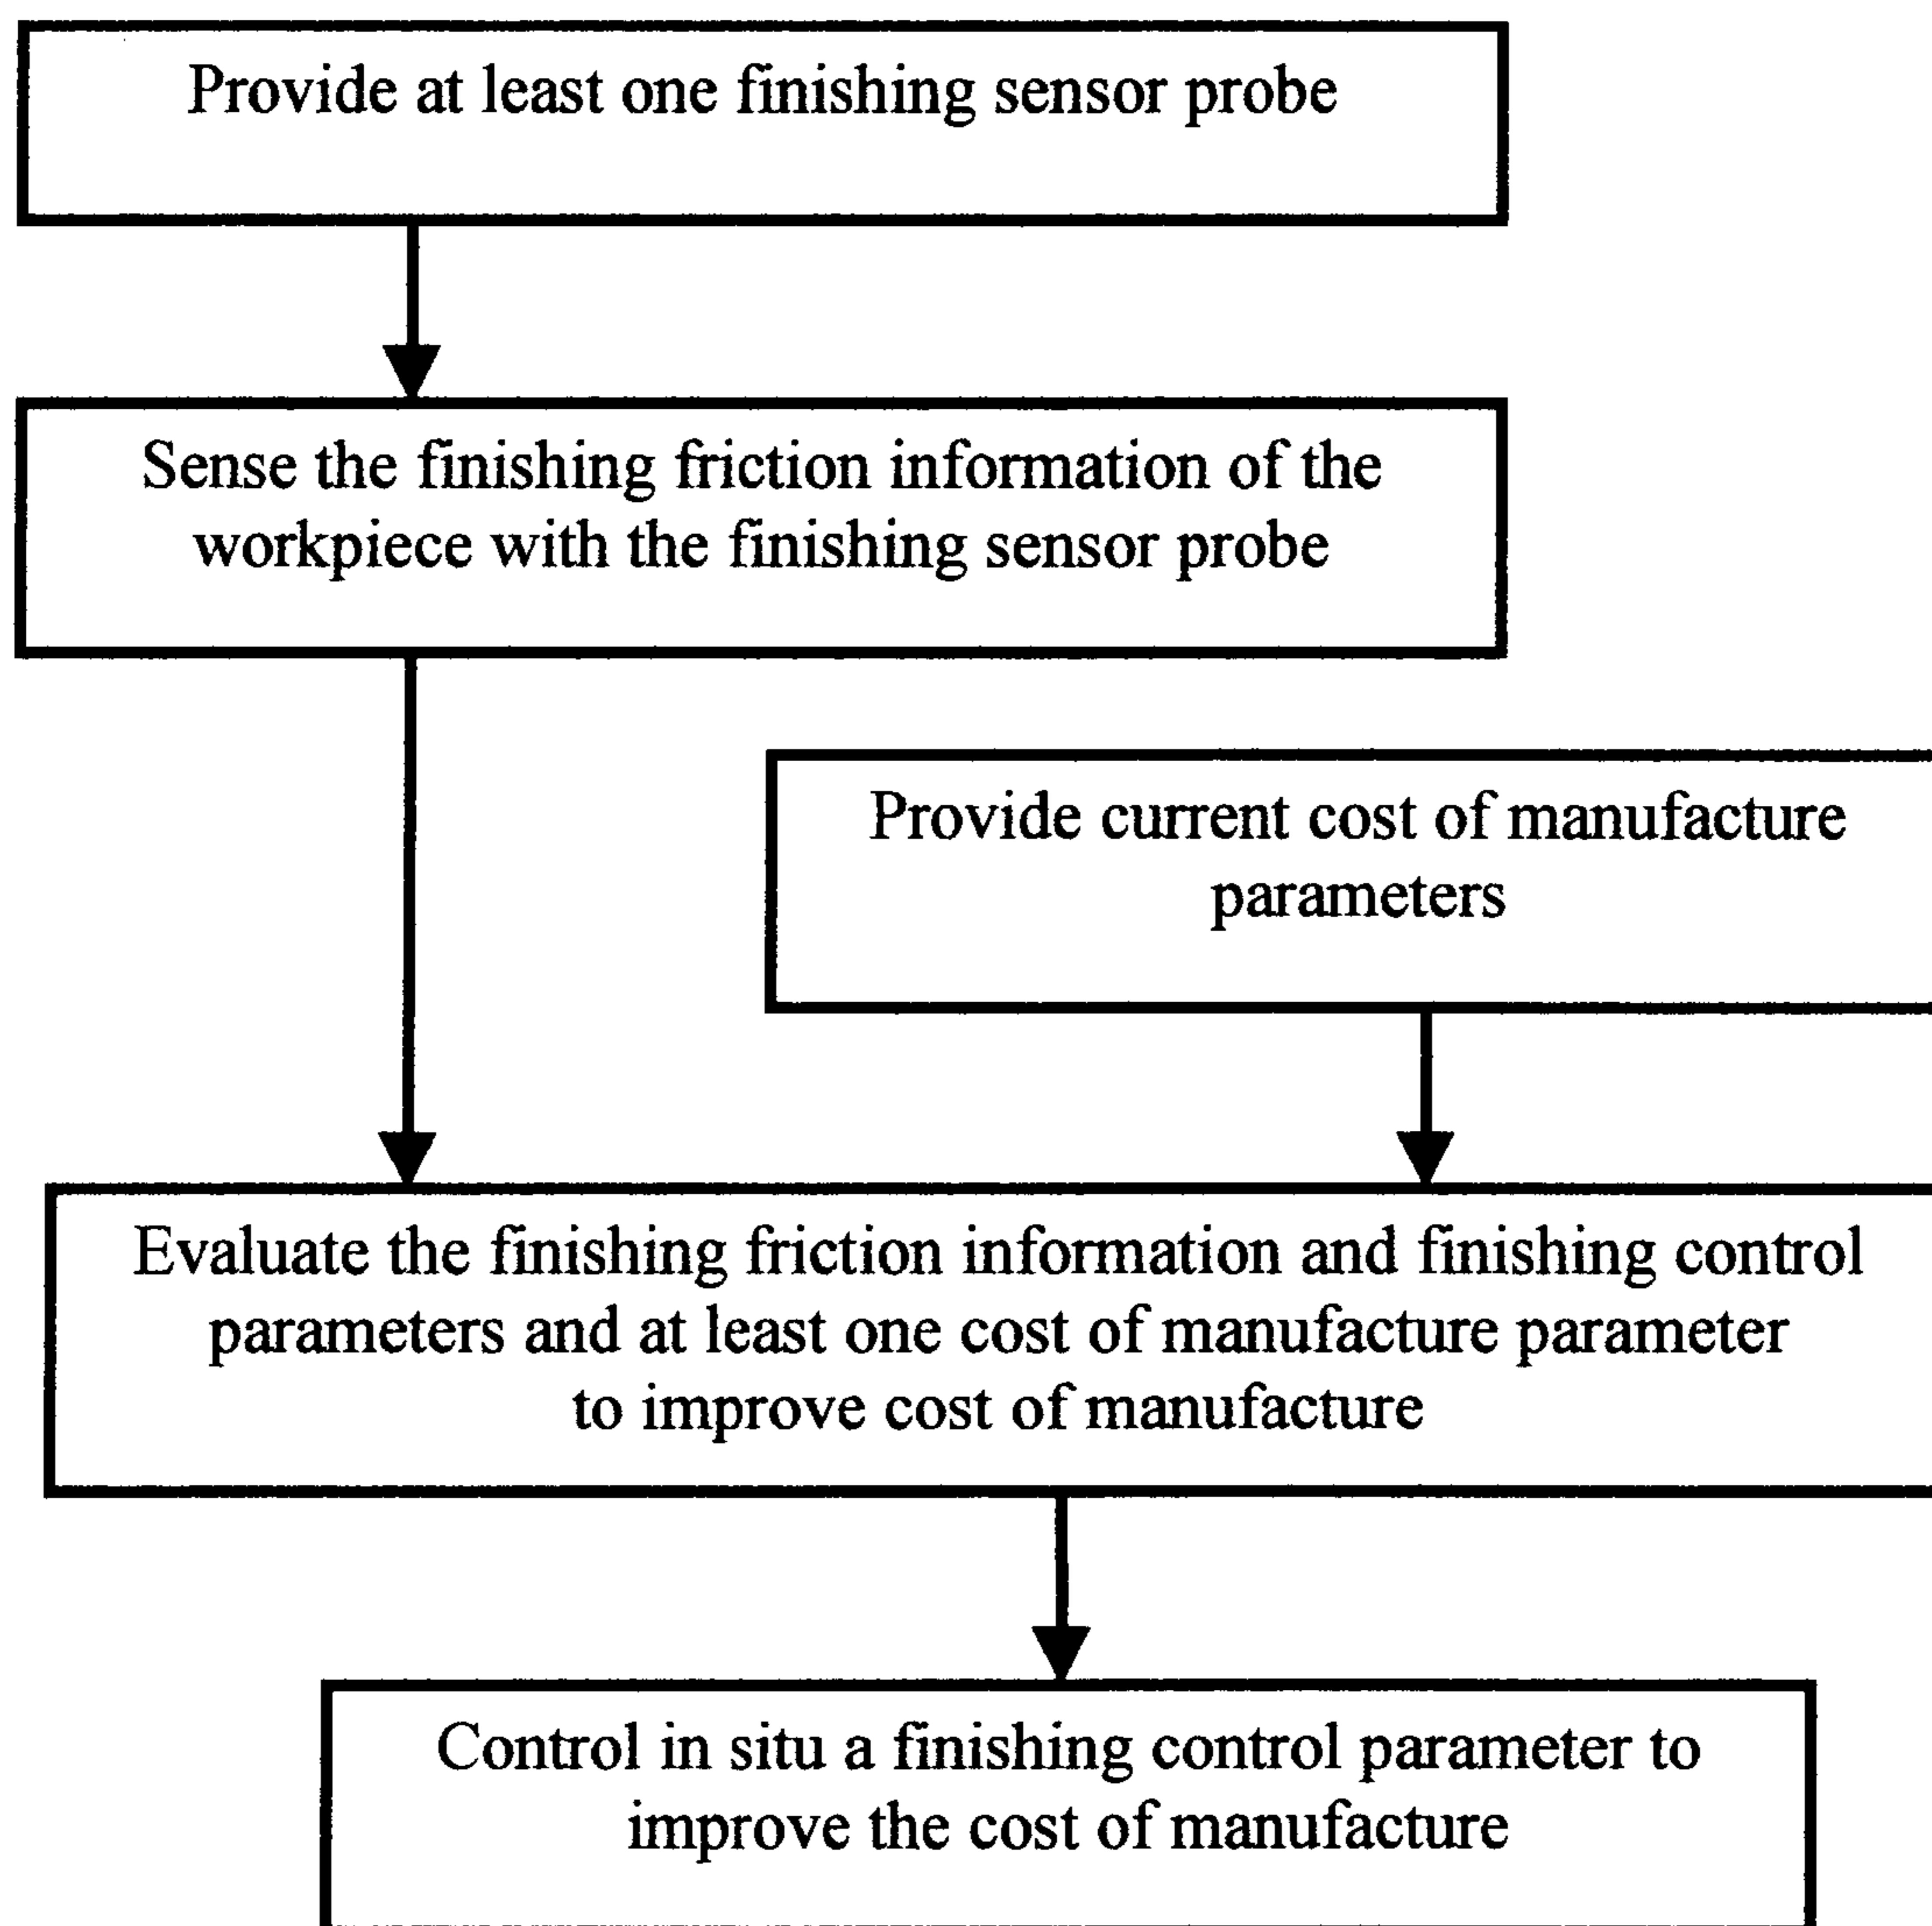 Provide at least one finishing sensor probe
Sense the finishing friction information of the
workpiece with the finishing sensor probe
Provide current cost of manufacture
parameters
Evaluate the finishing friction information and finishing control
parameters and at least one cost of manufacture parameter
to improve cost of manufacture
Control in situ a finishing control parameter to
improve the cost of manufacture